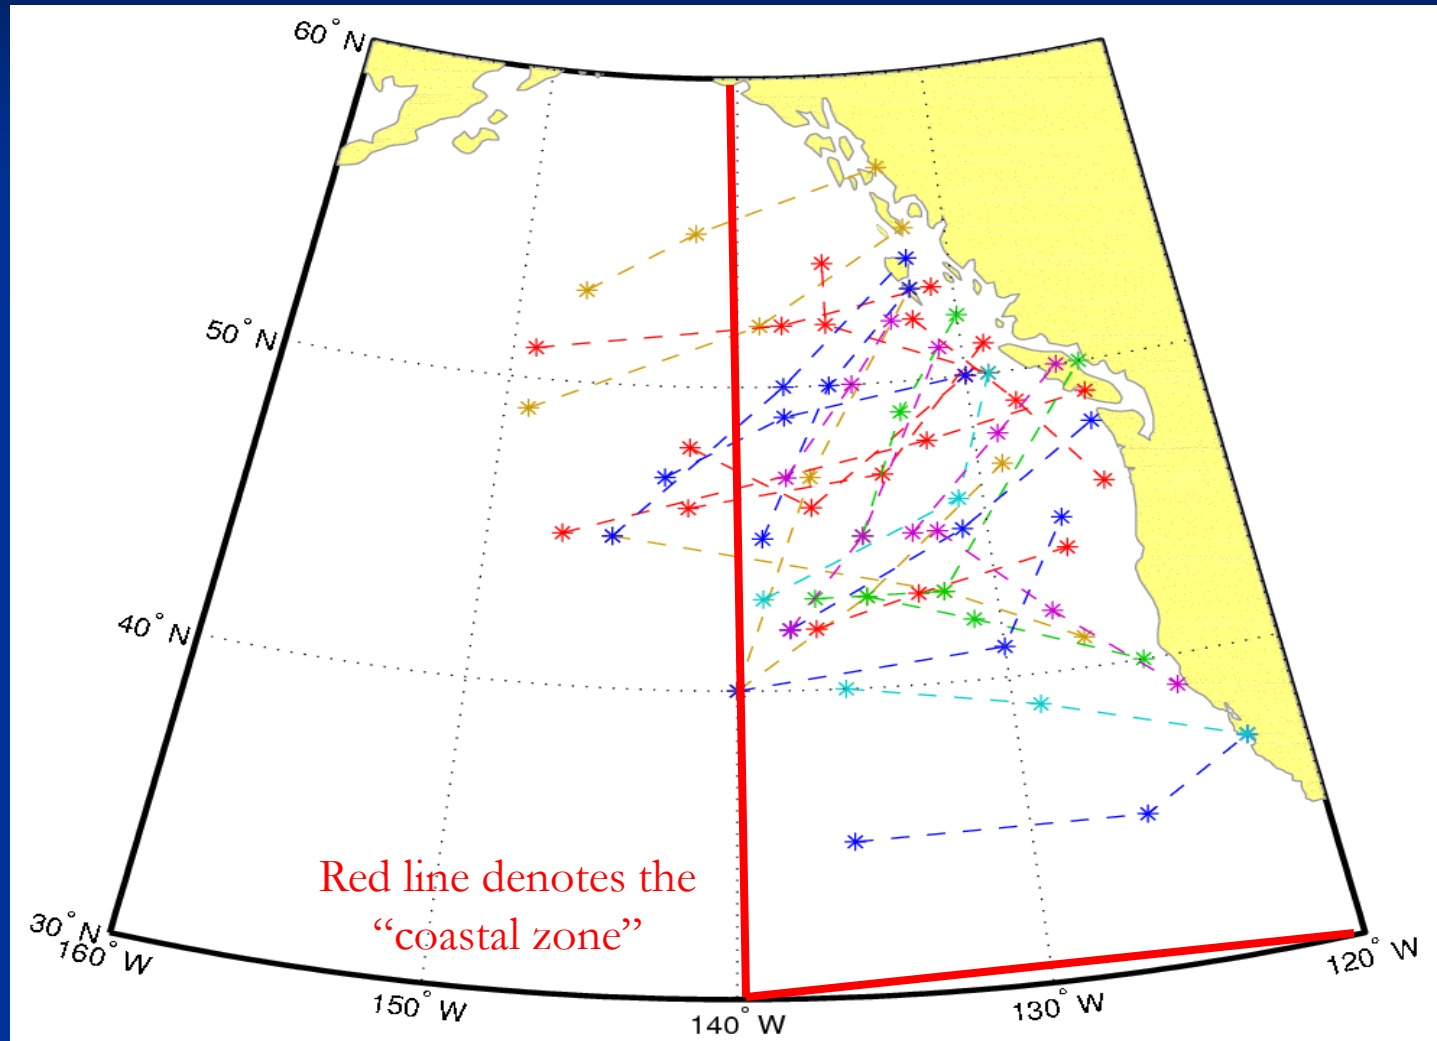 60° N
50° N
40° N
30° N
160° W
150° W
140° W
130° W
120° W
Red line denotes the
“coastal zone”